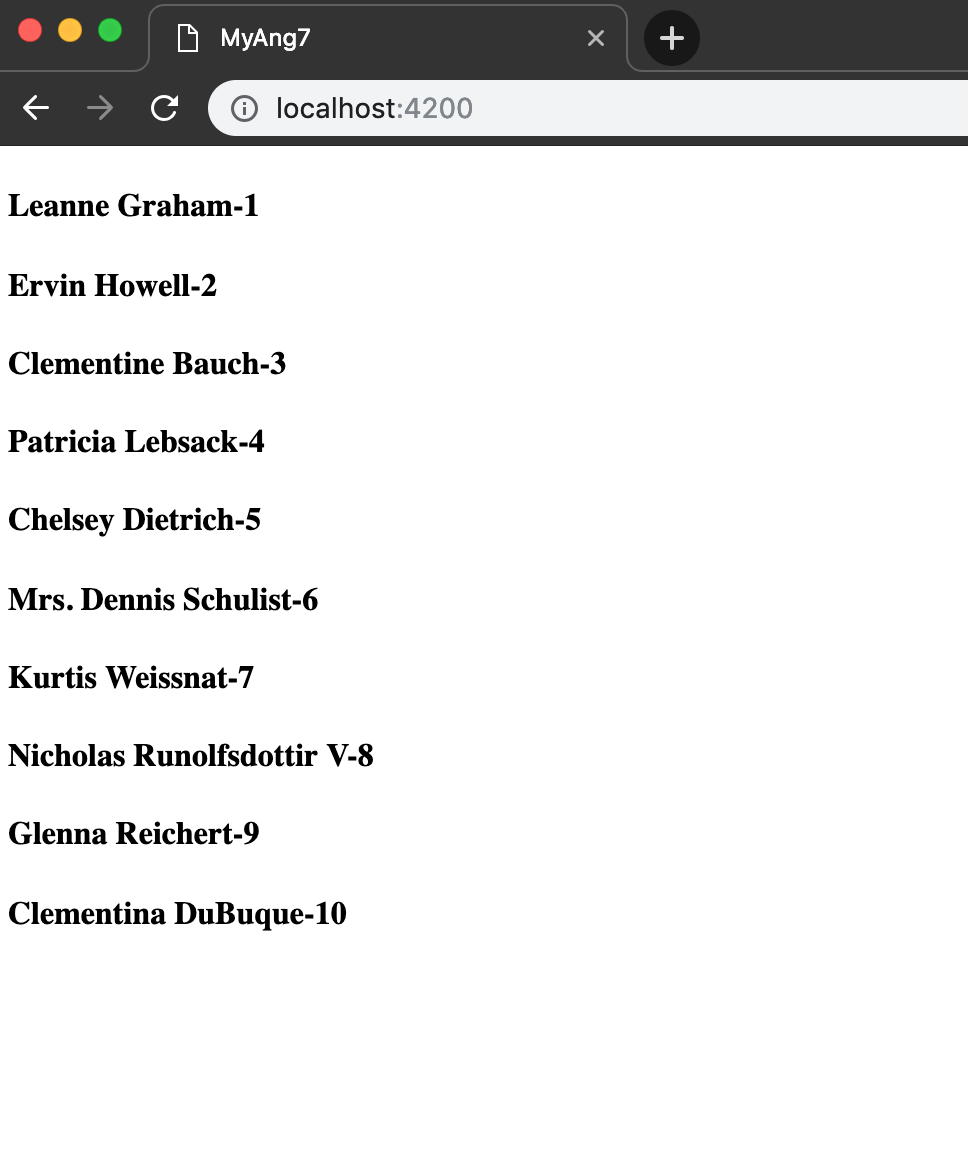 MyAng7
localhost:4200
Leanne Graham-1
Ervin Howell-2
Clementine Bauch-3
Patricia Lebsack-4
Chelsey Dietrich-5
Mrs. Dennis Schulist-6
Kurtis Weissnat-7
Nicholas Runolfsdottir V-8
Glenna Reichert-9
Clementina DuBuque-10